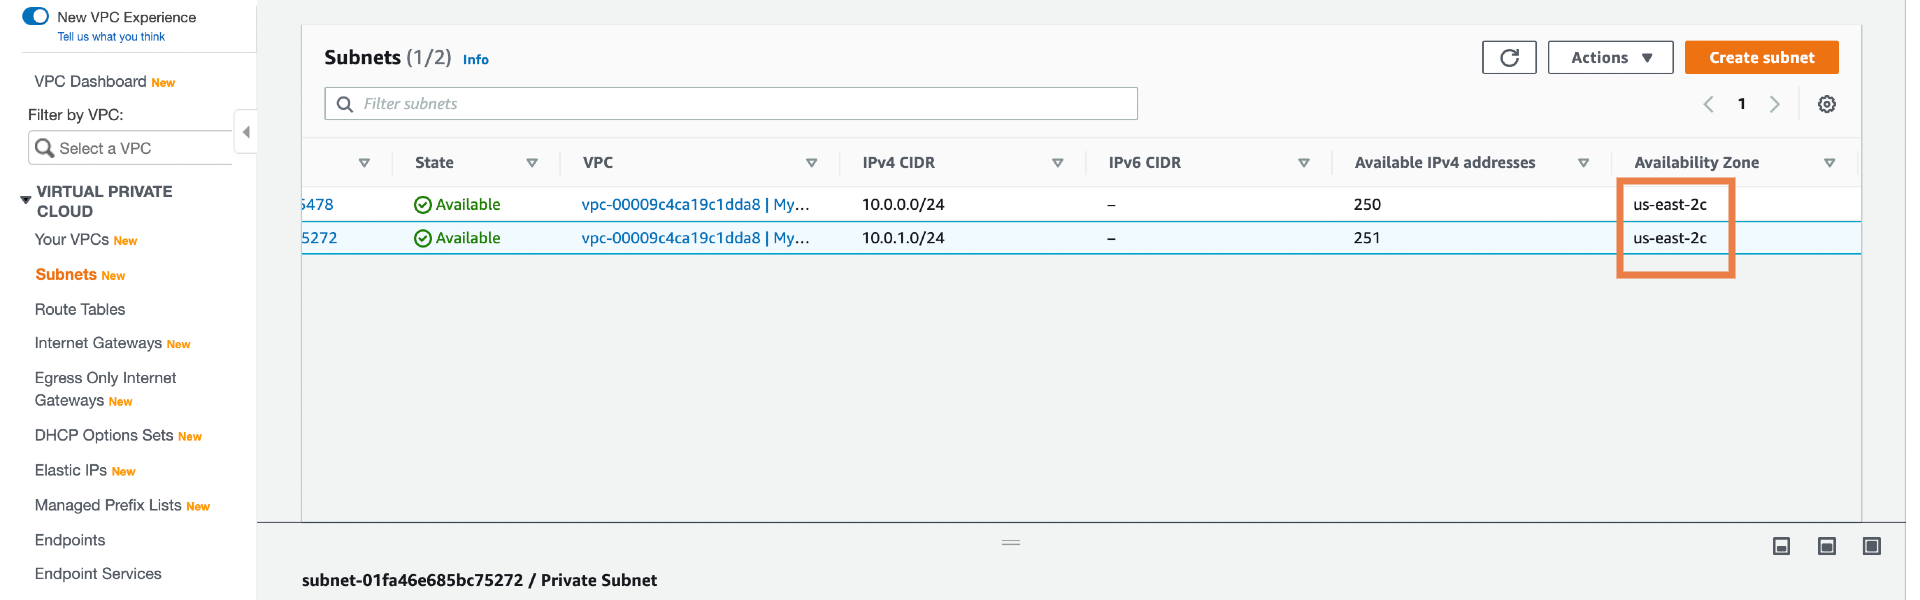 New VPC Experience
Tell us what you think
VPC Dashboard New
Filter by VPC:
Select a VPC
VIRTUAL PRIVATE
CLOUD
Your VPCs New
Subnets New
Route Tables
Internet Gateways New
Egress Only Internet
Gateways New
DHCP Options Sets New
Elastic IPs New
Managed Prefix Lists New
Endpoints
Endpoint Services
Subnets (1/2) Info
Actions
Create subnet
Filter subnets
1
State VPC IPv4 CIDR IPv6 CIDR Available IPv4 addresses Availability Zone
5478 Available vpc-00009c4ca19c1dda8 | My... 10.0.0.0/24 – 250 us-east-2c
5272 Available vpc-00009c4ca19c1dda8 | My... 10.0.1.0/24 – 251 us-east-2c
subnet-01fa46e685bc75272 / Private Subnet